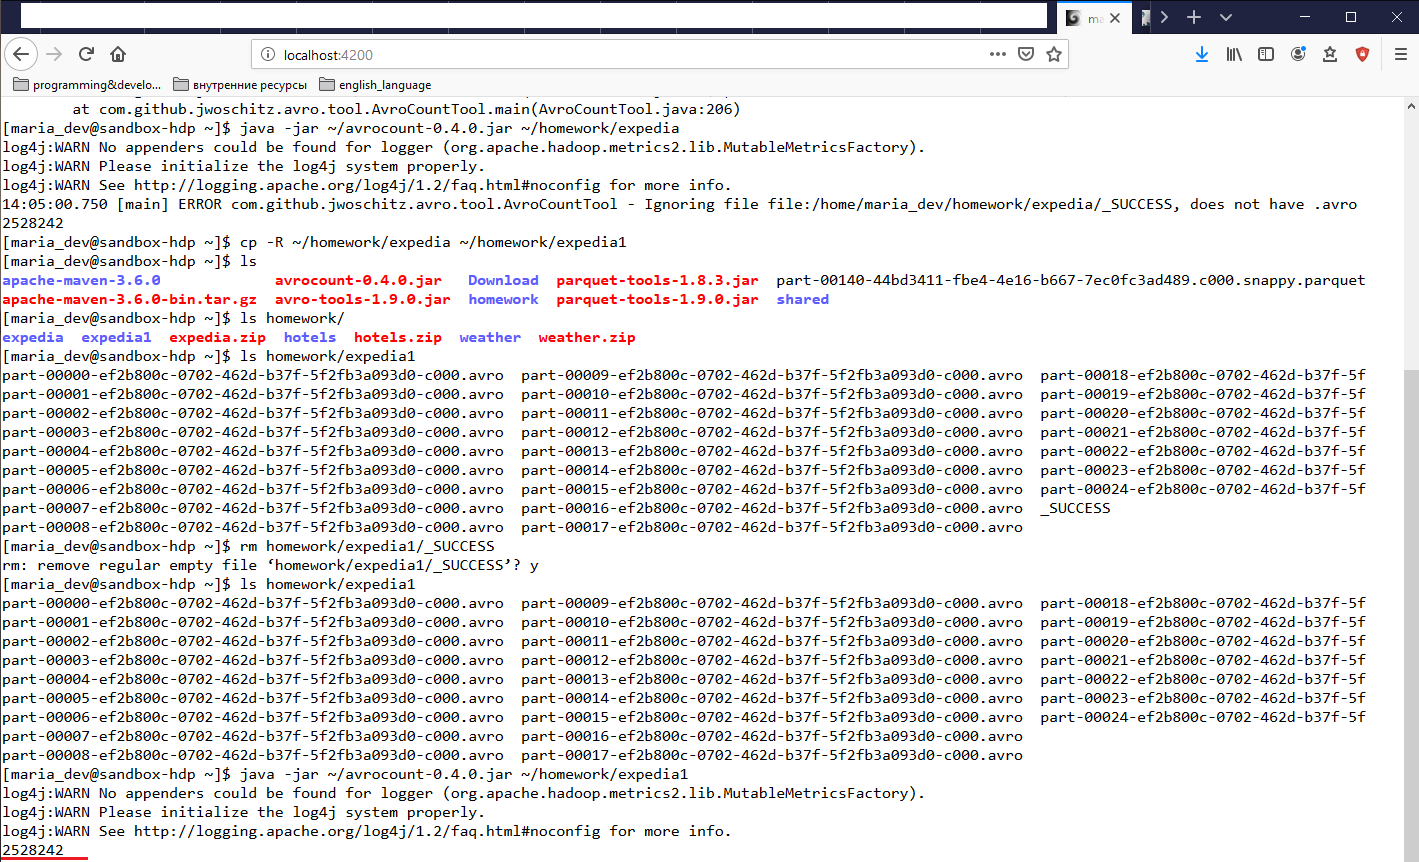 ma
localhost:4200
programming&develo... внутренние ресурсы english_language
at com.github.jwoschitz.avro.tool.AvroCountTool.main(AvroCountTool.java:206)
[maria_dev@sandbox-hdp ~]$ java -jar ~/avrocount-0.4.0.jar ~/homework/expedia
log4j:WARN No appenders could be found for logger (org.apache.hadoop.metrics2.lib.MutableMetricsFactory).
log4j:WARN Please initialize the log4j system properly.
log4j:WARN See http://logging.apache.org/log4j/1.2/faq.html#noconfig for more info.
14:05:00.750 [main] ERROR com.github.jwoschitz.avro.tool.AvroCountTool - Ignoring file file:/home/maria_dev/homework/expedia/_SUCCESS, does not have .avro
2528242
[maria_dev@sandbox-hdp ~]$ cp -R ~/homework/expedia ~/homework/expedia1
[maria_dev@sandbox-hdp ~]$ ls
apache-maven-3.6.0 avrocount-0.4.0.jar Download parquet-tools-1.8.3.jar part-00140-44bd3411-fbe4-4e16-b667-7ec0fc3ad489.c000.snappy.parquet
apache-maven-3.6.0-bin.tar.gz avro-tools-1.9.0.jar homework parquet-tools-1.9.0.jar shared
[maria_dev@sandbox-hdp ~]$ ls homework/
expedia expedia1 expedia.zip hotels hotels.zip weather weather.zip
[maria_dev@sandbox-hdp ~]$ ls homework/expedia1
part-00000-ef2b800c-0702-462d-b37f-5f2fb3a093d0-c000.avro part-00009-ef2b800c-0702-462d-b37f-5f2fb3a093d0-c000.avro part-00018-ef2b800c-0702-462d-b37f-5f
part-00001-ef2b800c-0702-462d-b37f-5f2fb3a093d0-c000.avro part-00010-ef2b800c-0702-462d-b37f-5f2fb3a093d0-c000.avro part-00019-ef2b800c-0702-462d-b37f-5f
part-00002-ef2b800c-0702-462d-b37f-5f2fb3a093d0-c000.avro part-00011-ef2b800c-0702-462d-b37f-5f2fb3a093d0-c000.avro part-00020-ef2b800c-0702-462d-b37f-5f
part-00003-ef2b800c-0702-462d-b37f-5f2fb3a093d0-c000.avro part-00012-ef2b800c-0702-462d-b37f-5f2fb3a093d0-c000.avro part-00021-ef2b800c-0702-462d-b37f-5f
part-00004-ef2b800c-0702-462d-b37f-5f2fb3a093d0-c000.avro part-00013-ef2b800c-0702-462d-b37f-5f2fb3a093d0-c000.avro part-00022-ef2b800c-0702-462d-b37f-5f
part-00005-ef2b800c-0702-462d-b37f-5f2fb3a093d0-c000.avro part-00014-ef2b800c-0702-462d-b37f-5f2fb3a093d0-c000.avro part-00023-ef2b800c-0702-462d-b37f-5f
part-00006-ef2b800c-0702-462d-b37f-5f2fb3a093d0-c000.avro part-00015-ef2b800c-0702-462d-b37f-5f2fb3a093d0-c000.avro part-00024-ef2b800c-0702-462d-b37f-5f
part-00007-ef2b800c-0702-462d-b37f-5f2fb3a093d0-c000.avro part-00016-ef2b800c-0702-462d-b37f-5f2fb3a093d0-c000.avro _SUCCESS
part-00008-ef2b800c-0702-462d-b37f-5f2fb3a093d0-c000.avro part-00017-ef2b800c-0702-462d-b37f-5f2fb3a093d0-c000.avro
[maria_dev@sandbox-hdp ~]$ rm homework/expedia1/_SUCCESS
rm: remove regular empty file ‘homework/expedia1/_SUCCESS’? y
[maria_dev@sandbox-hdp ~]$ ls homework/expedia1
part-00000-ef2b800c-0702-462d-b37f-5f2fb3a093d0-c000.avro part-00009-ef2b800c-0702-462d-b37f-5f2fb3a093d0-c000.avro part-00018-ef2b800c-0702-462d-b37f-5f
part-00001-ef2b800c-0702-462d-b37f-5f2fb3a093d0-c000.avro part-00010-ef2b800c-0702-462d-b37f-5f2fb3a093d0-c000.avro part-00019-ef2b800c-0702-462d-b37f-5f
part-00002-ef2b800c-0702-462d-b37f-5f2fb3a093d0-c000.avro part-00011-ef2b800c-0702-462d-b37f-5f2fb3a093d0-c000.avro part-00020-ef2b800c-0702-462d-b37f-5f
part-00003-ef2b800c-0702-462d-b37f-5f2fb3a093d0-c000.avro part-00012-ef2b800c-0702-462d-b37f-5f2fb3a093d0-c000.avro part-00021-ef2b800c-0702-462d-b37f-5f
part-00004-ef2b800c-0702-462d-b37f-5f2fb3a093d0-c000.avro part-00013-ef2b800c-0702-462d-b37f-5f2fb3a093d0-c000.avro part-00022-ef2b800c-0702-462d-b37f-5f
part-00005-ef2b800c-0702-462d-b37f-5f2fb3a093d0-c000.avro part-00014-ef2b800c-0702-462d-b37f-5f2fb3a093d0-c000.avro part-00023-ef2b800c-0702-462d-b37f-5f
part-00006-ef2b800c-0702-462d-b37f-5f2fb3a093d0-c000.avro part-00015-ef2b800c-0702-462d-b37f-5f2fb3a093d0-c000.avro part-00024-ef2b800c-0702-462d-b37f-5f
part-00007-ef2b800c-0702-462d-b37f-5f2fb3a093d0-c000.avro part-00016-ef2b800c-0702-462d-b37f-5f2fb3a093d0-c000.avro
part-00008-ef2b800c-0702-462d-b37f-5f2fb3a093d0-c000.avro part-00017-ef2b800c-0702-462d-b37f-5f2fb3a093d0-c000.avro
[maria_dev@sandbox-hdp ~]$ java -jar ~/avrocount-0.4.0.jar ~/homework/expedia1
log4j:WARN No appenders could be found for logger (org.apache.hadoop.metrics2.lib.MutableMetricsFactory).
log4j:WARN Please initialize the log4j system properly.
log4j:WARN See http://logging.apache.org/log4j/1.2/faq.html#noconfig for more info.
2528242